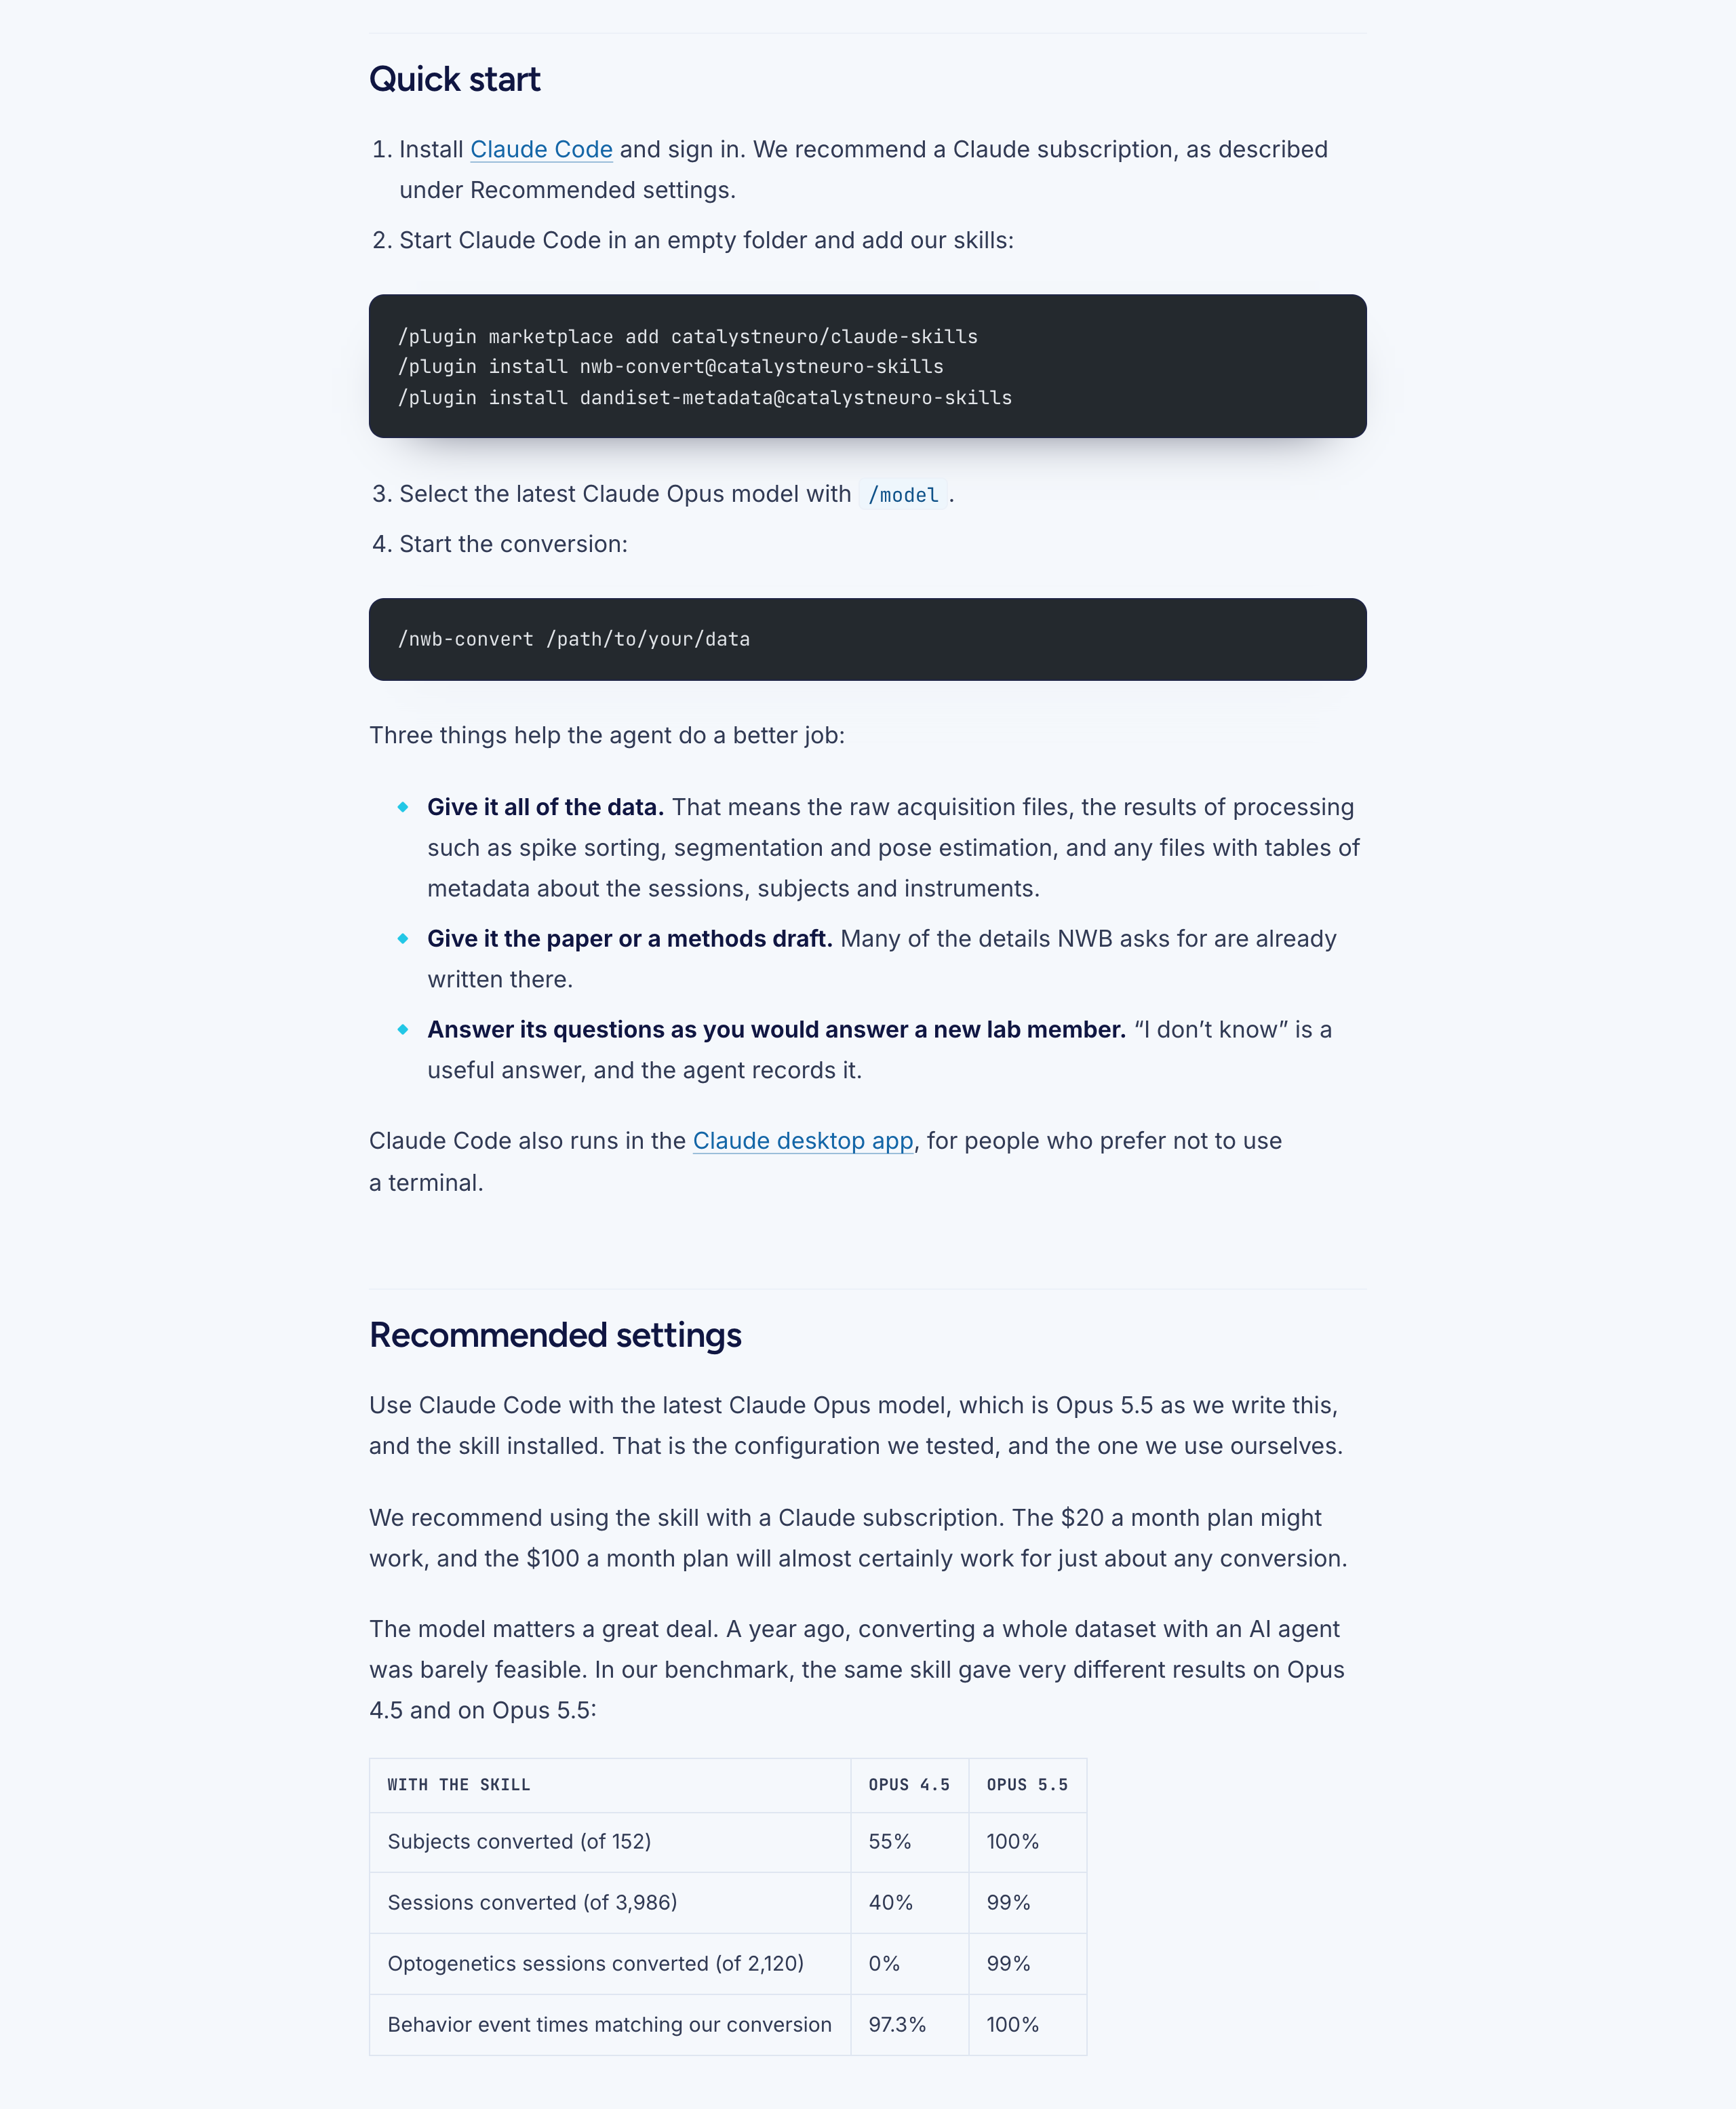 Quick start
1. Install Claude Code and sign in. We recommend a Claude subscription, as described
under Recommended settings.
2. Start Claude Code in an empty folder and add our skills:
/plugin marketplace add catalystneuro/claude-skills
/plugin install nwb-convert@catalystneuro-skills
/plugin install dandiset-metadata@catalystneuro-skills
3. Select the latest Claude Opus model with /model.
4. Start the conversion:
/nwb-convert /path/to/your/data
Three things help the agent do a better job:
Give it all of the data. That means the raw acquisition files, the results of processing
such as spike sorting, segmentation and pose estimation, and any files with tables of
metadata about the sessions, subjects and instruments.
Give it the paper or a methods draft. Many of the details NWB asks for are already
written there.
Answer its questions as you would answer a new lab member. “I don’t know” is a
useful answer, and the agent records it.
Claude Code also runs in the Claude desktop app, for people who prefer not to use
a terminal.
Recommended settings
Use Claude Code with the latest Claude Opus model, which is Opus 5.5 as we write this,
and the skill installed. That is the configuration we tested, and the one we use ourselves.
We recommend using the skill with a Claude subscription. The $20 a month plan might
work, and the $100 a month plan will almost certainly work for just about any conversion.
The model matters a great deal. A year ago, converting a whole dataset with an AI agent
was barely feasible. In our benchmark, the same skill gave very different results on Opus
4.5 and on Opus 5.5:
WITH THE SKILL OPUS 4.5 OPUS 5.5
Subjects converted (of 152) 55% 100%
Sessions converted (of 3,986) 40% 99%
Optogenetics sessions converted (of 2,120) 0% 99%
Behavior event times matching our conversion 97.3% 100%